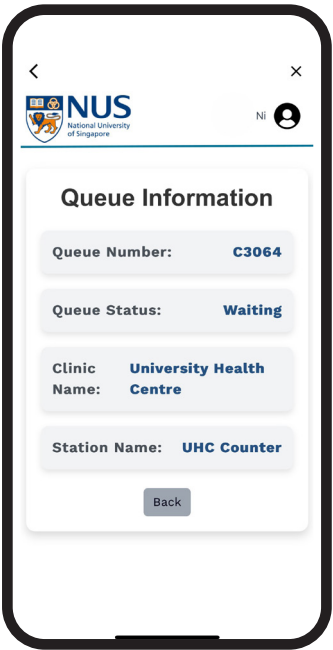 NUS
National University
of Singapore
Ni
Queue Information
Queue Number: C3064
Queue Status: Waiting
Clinic Name: University Health Centre
Station Name: UHC Counter
Back